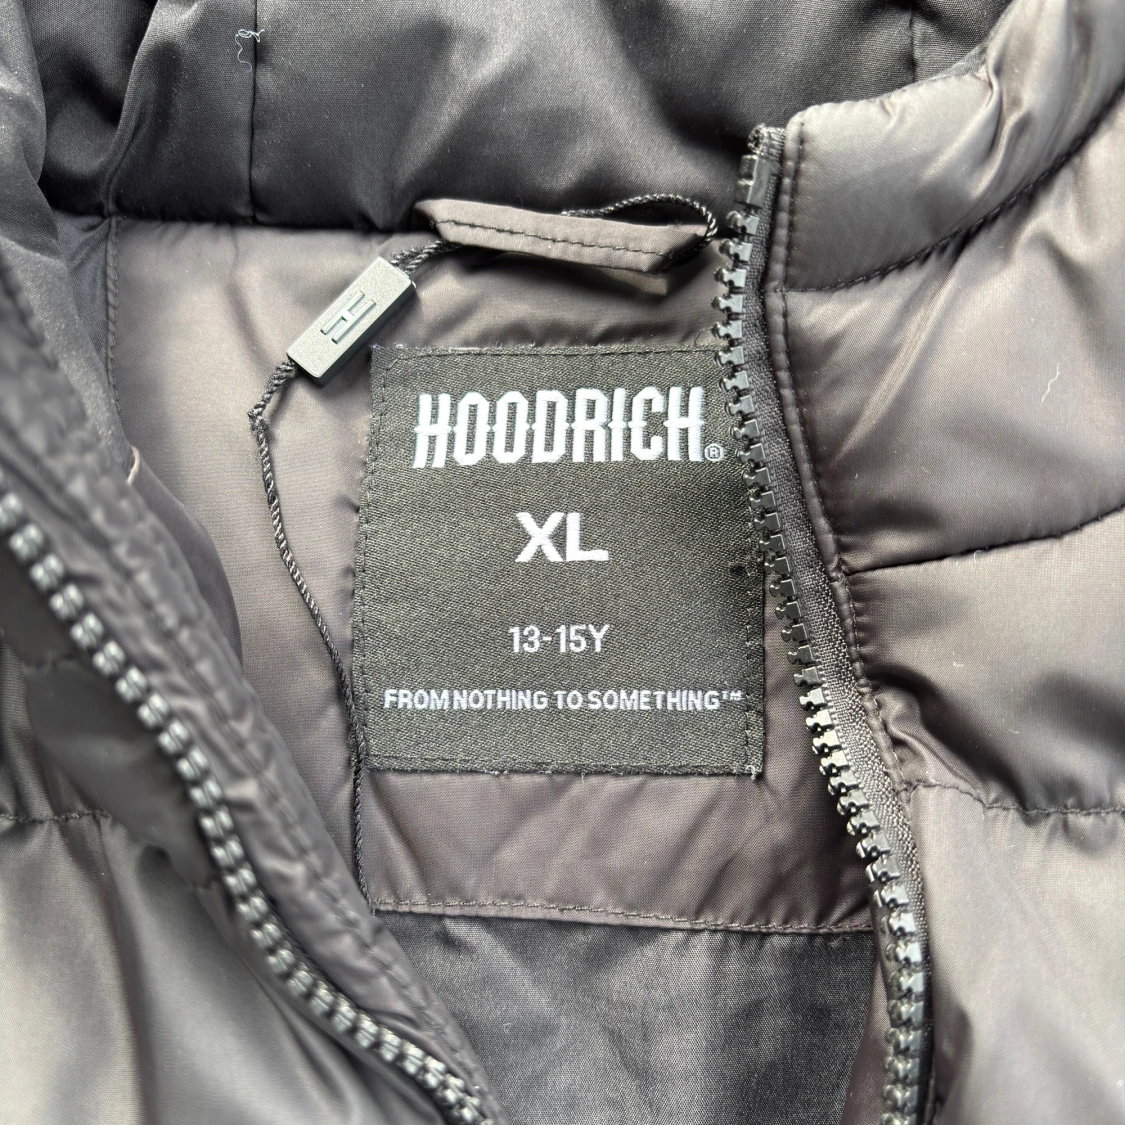 H
HOODRICH®
XL
13-15Y
FROM NOTHING TO SOMETHING™